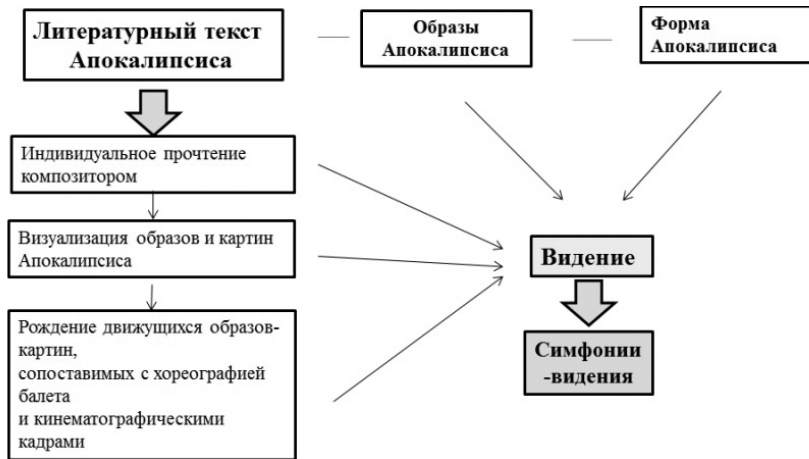 Литературный текст
Апокалипсиса
Образы
Апокалипсиса
Форма
Апокалипсиса
Индивидуальное прочтение
композитором
Визуализация образов и картин
Апокалипсиса
Рождение движущихся образов-
картин,
сопоставимых с хореографией
балета
и кинематографическими
кадрами
Видение
Симфонии
-видения